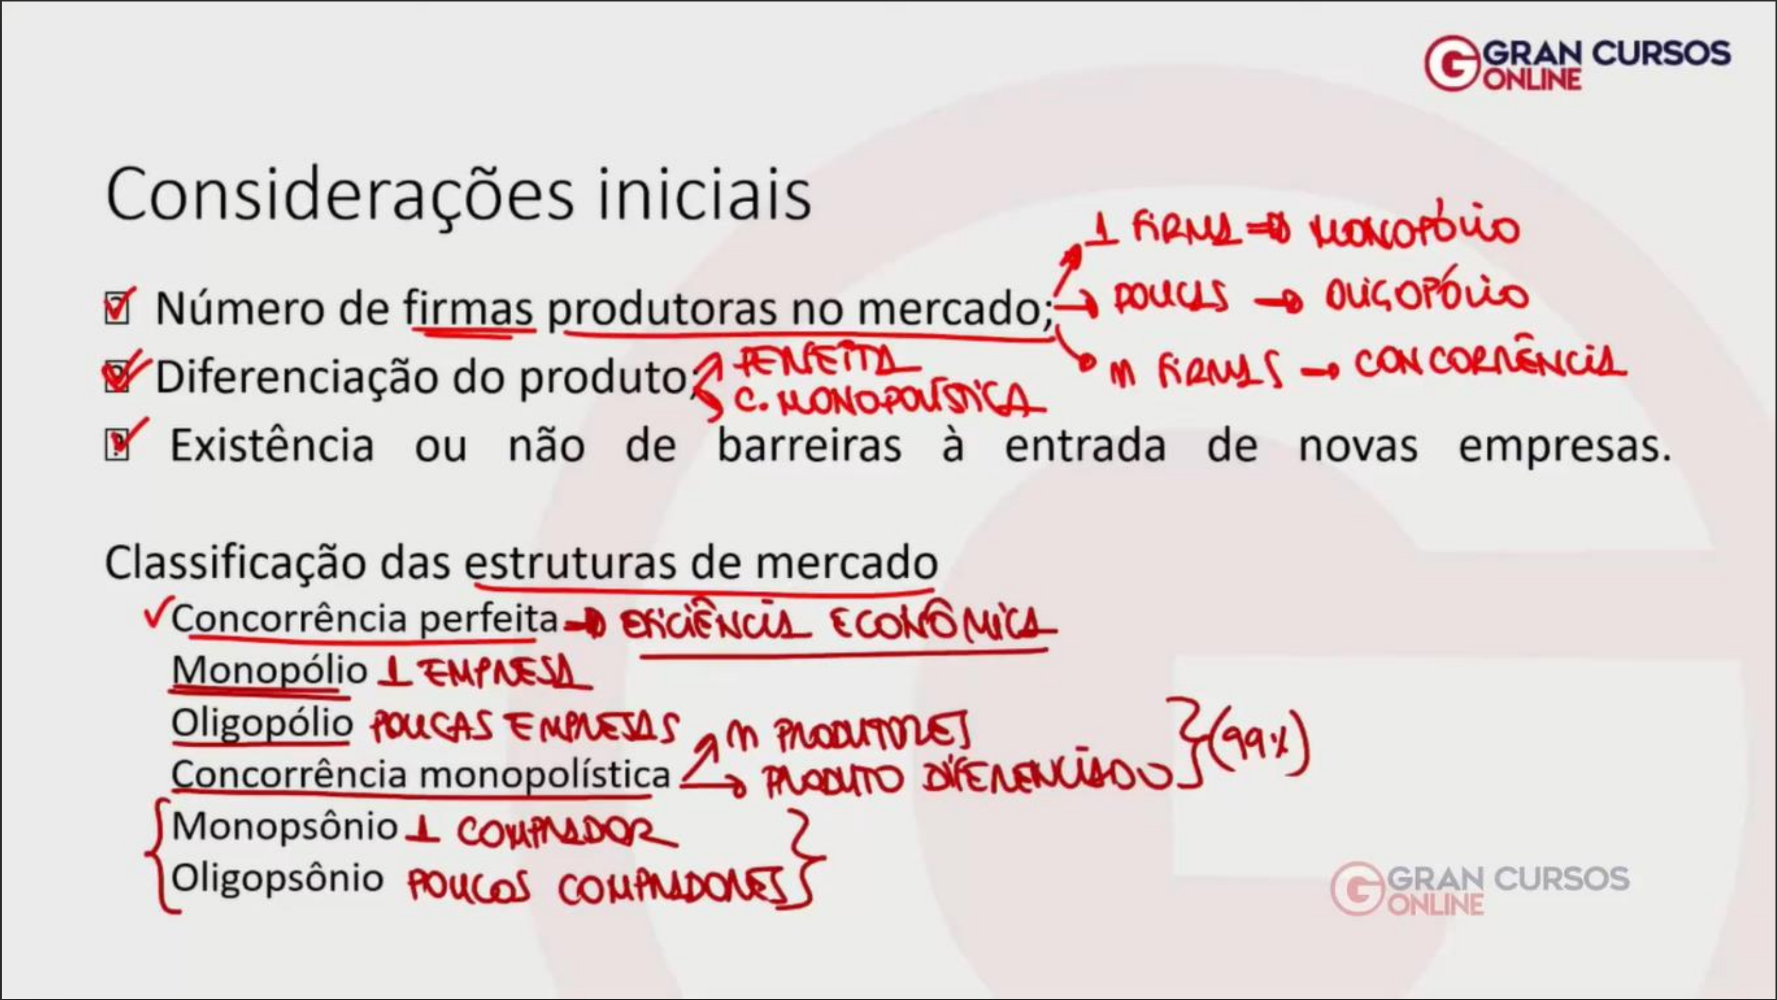 GRAN CURSOS
ONLINE
Considerações iniciais
1 FIRMA → MONOPÓLIO
Número de firmas produtoras no mercado; POUCAS → OLIGOPÓLIO
n FIRMAS → CONCORRÊNCIA
Diferenciação do produto; PERFEITA
C. MONOPOLÍSTICA
Existência ou não de barreiras à entrada de novas empresas.
Classificação das estruturas de mercado
Concorrência perfeita → EFICIÊNCIA ECONÔMICA
Monopólio 1 EMPRESA
Oligopólio POUCAS EMPRESAS
n PRODUTORES
Concorrência monopolística → PRODUTO DIFERENCIADO } (99%)
Monopsônio 1 COMPRADOR
Oligopsônio POUCOS COMPRADORES
GRAN CURSOS
ONLINE